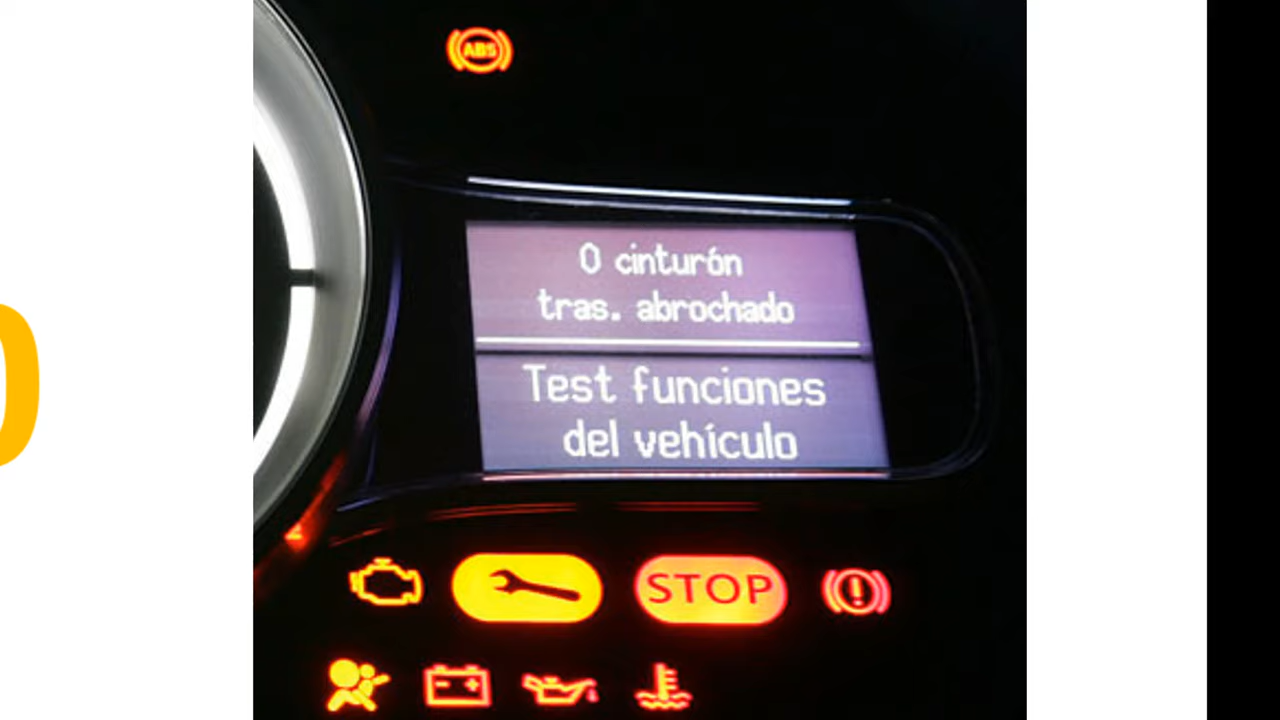 ABS
0 cinturón
tras. abrochado
Test funciones
del vehículo
STOP